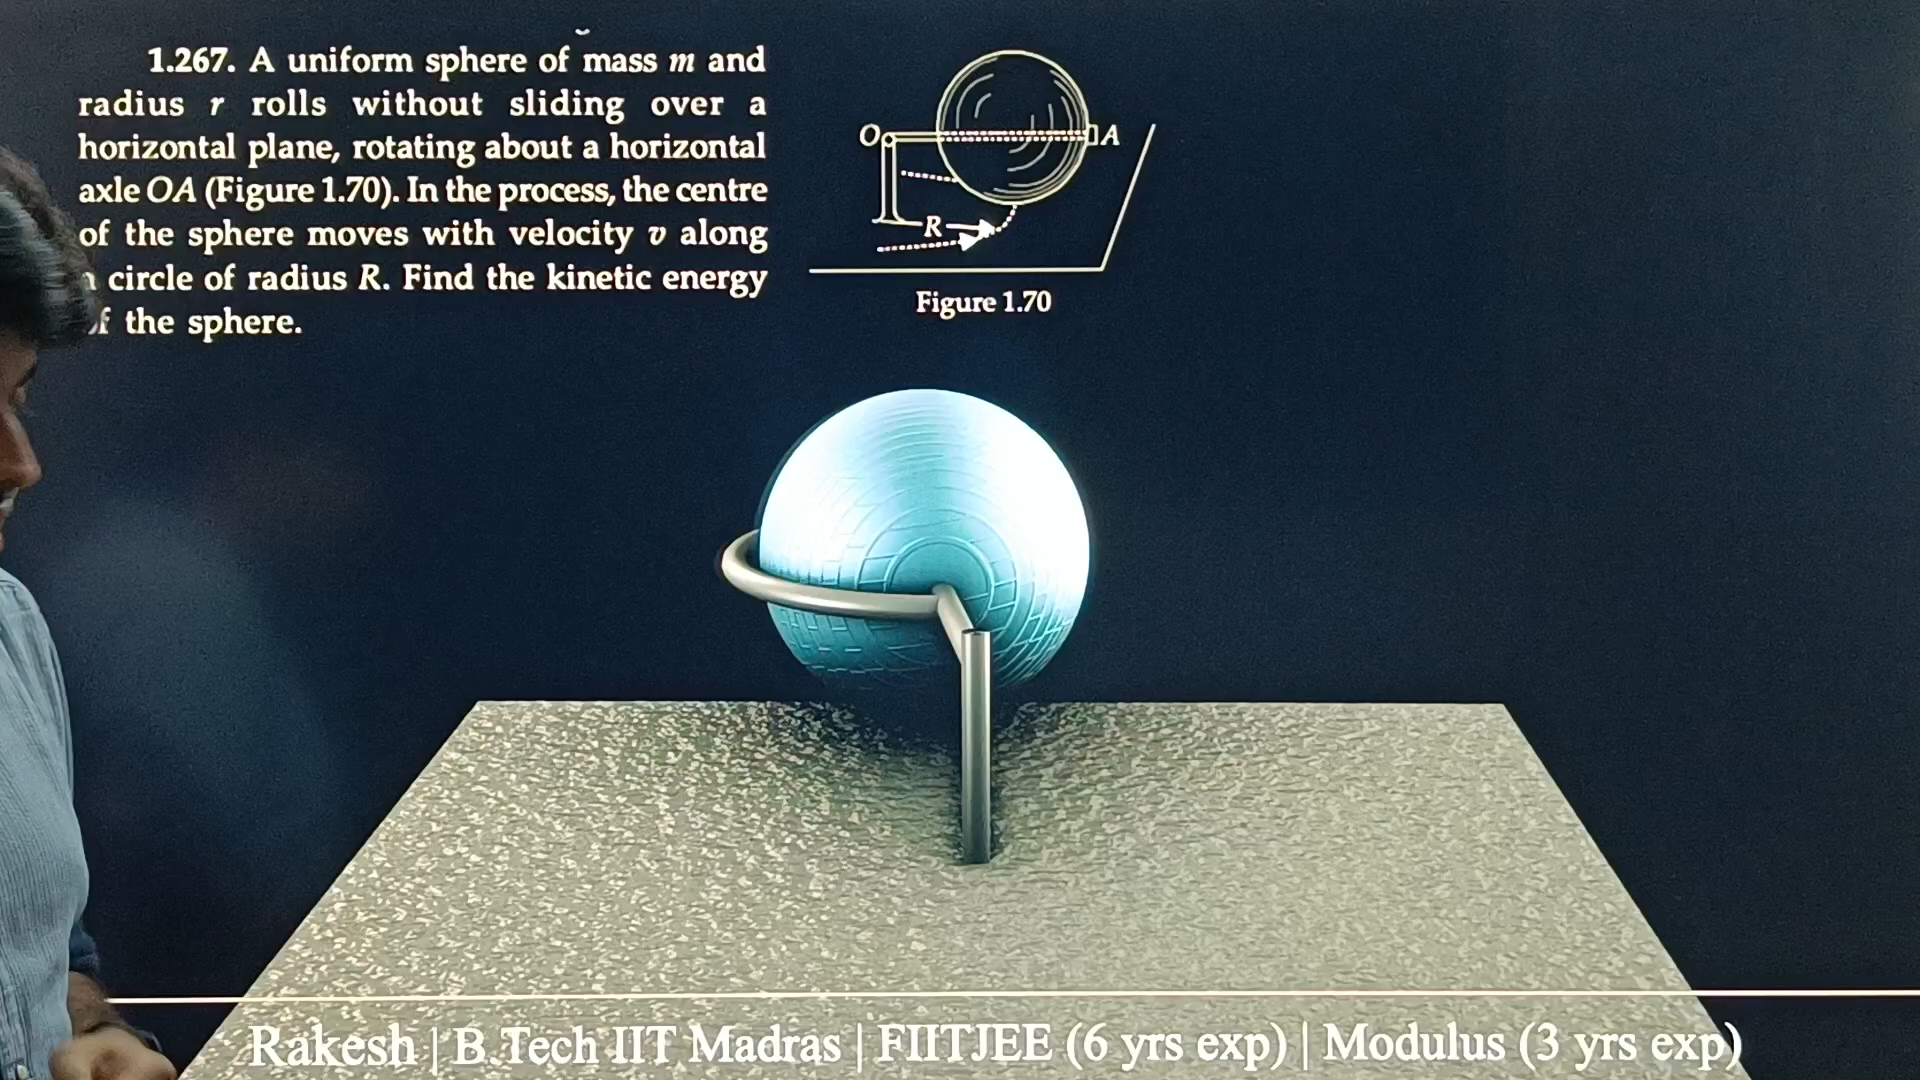 1.267. A uniform sphere of mass m and
radius r rolls without sliding over a
horizontal plane, rotating about a horizontal
axle OA (Figure 1.70). In the process, the centre
of the sphere moves with velocity v along
circle of radius R. Find the kinetic energy
of the sphere.
O
A
R
Figure 1.70
Rakesh | B.Tech IIT Madras | FIITJEE (6 yrs exp) | Modulus (3 yrs exp)